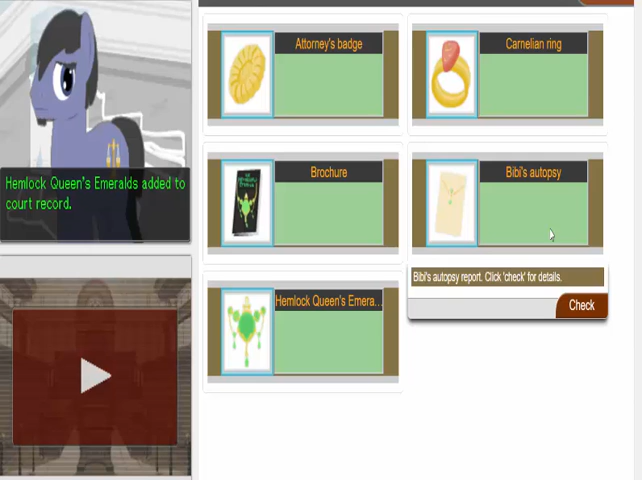 Attorney's badge
Carnelian ring
Hemlock Queen's Emeralds added to
court record.
Brochure
Bibi's autopsy
Bibi's autopsy report. Click 'check' for details.
Check
Hemlock Queen's Emera...